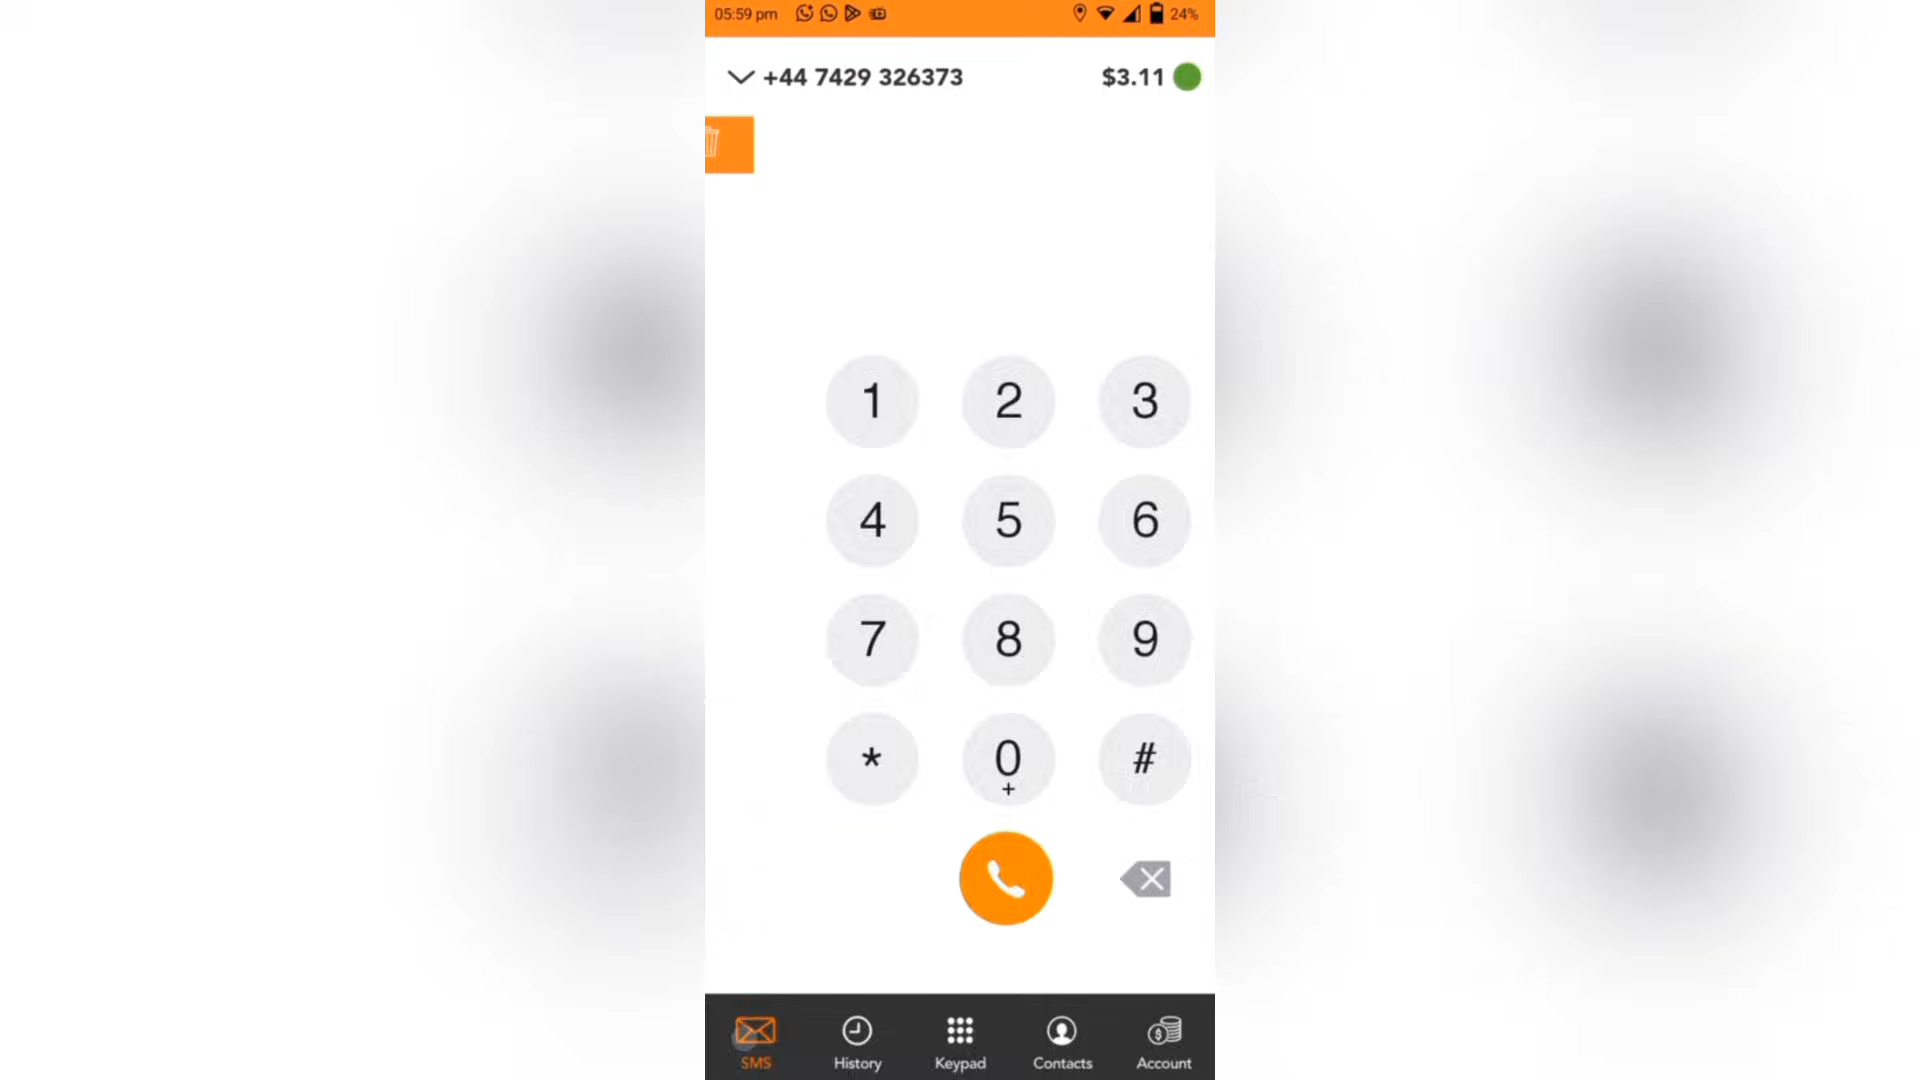 05:59 pm 24%
+44 7429 326373 $3.11
1 2 3
4 5 6
7 8 9
* 0 #
+
SMS History Keypad Contacts Account